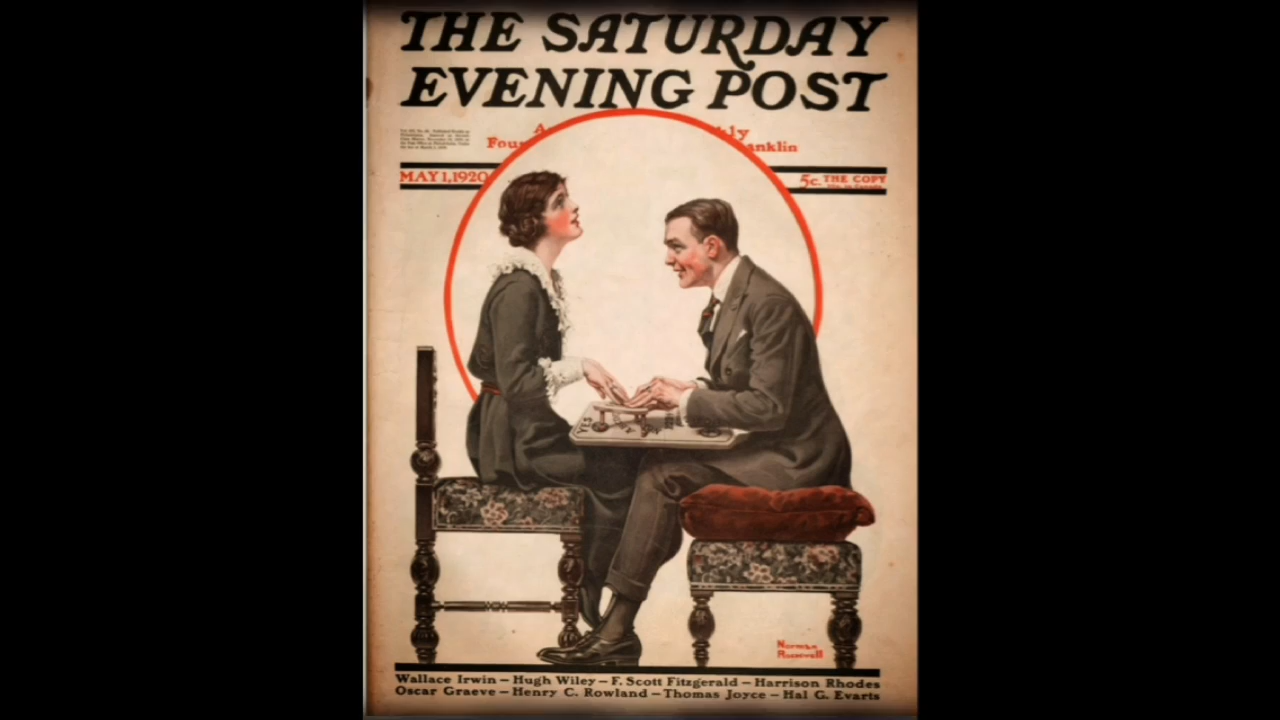 THE SATURDAY
EVENING POST
MAY 1, 1920
5c. THE COPY
YES
Norman
Rockwell
Wallace Irwin – Hugh Wiley – F. Scott Fitzgerald – Harrison Rhodes
Oscar Graeve – Henry C. Rowland – Thomas Joyce – Hal G. Evarts